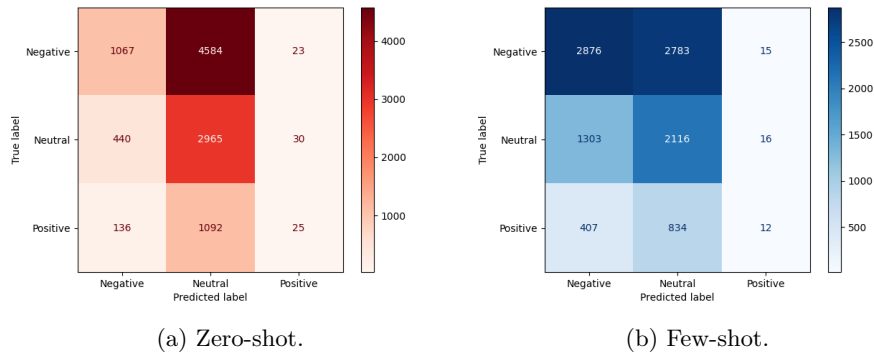 Negative 1067 4584 23
Neutral 440 2965 30
Positive 136 1092 25
Negative Neutral Positive
Predicted label
True label
4000
3000
2000
1000
(a) Zero-shot.
Negative 2876 2783 15
Neutral 1303 2116 16
Positive 407 834 12
Negative Neutral Positive
Predicted label
True label
2500
2000
1500
1000
500
(b) Few-shot.